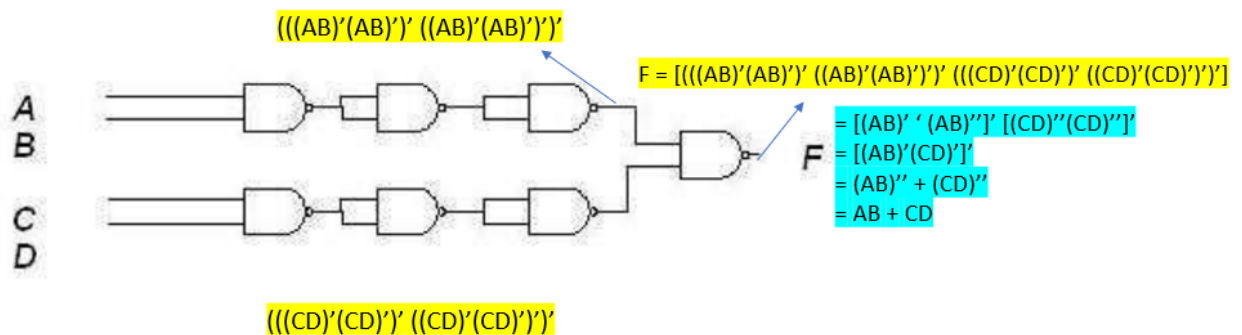 (((AB)’(AB)’)’ ((AB)’(AB)’)’)’
F = [(((AB)’(AB)’)’ ((AB)’(AB)’)’)’ (((CD)’(CD)’)’ ((CD)’(CD)’)’)’]
A
B
= [(AB)’ ‘ (AB)’’]’ [(CD)’’(CD)’’]’
F
= [(AB)’(CD)’]’
= (AB)’’ + (CD)’’
= AB + CD
C
D
(((CD)’(CD)’)’ ((CD)’(CD)’)’)’